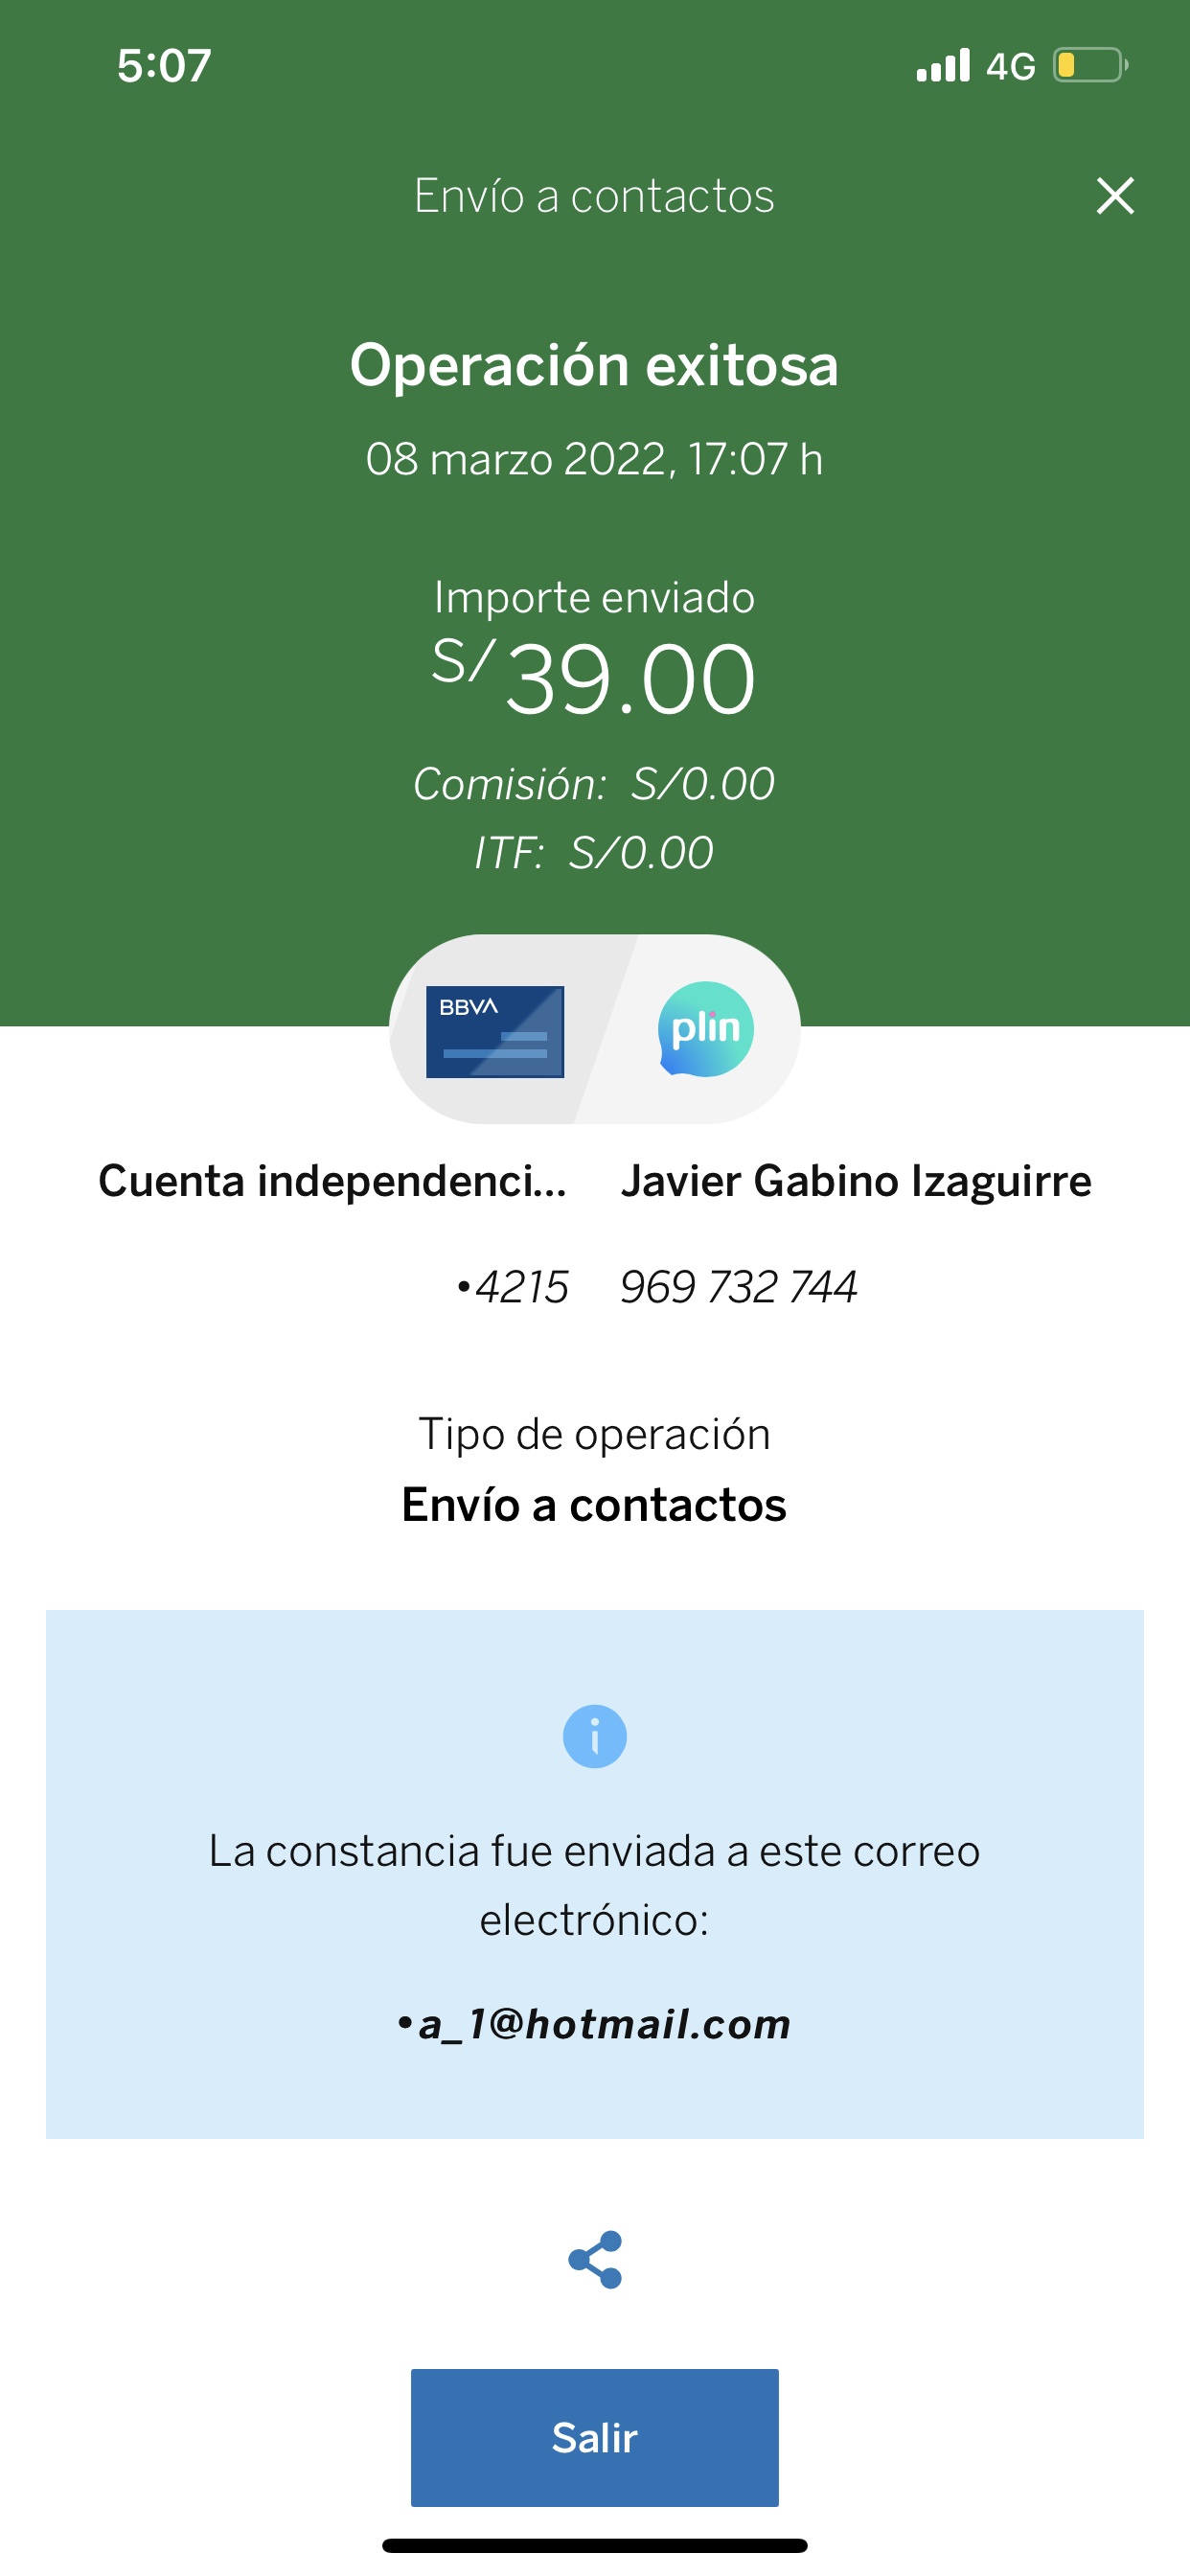 5:07 4G
Envío a contactos
Operación exitosa
08 marzo 2022, 17:07 h
Importe enviado
S/39.00
Comisión: S/0.00
ITF: S/0.00
BBVA plin
Cuenta independenci... Javier Gabino Izaguirre
•4215 969 732 744
Tipo de operación
Envío a contactos
La constancia fue enviada a este correo
electrónico:
•a_1@hotmail.com
Salir